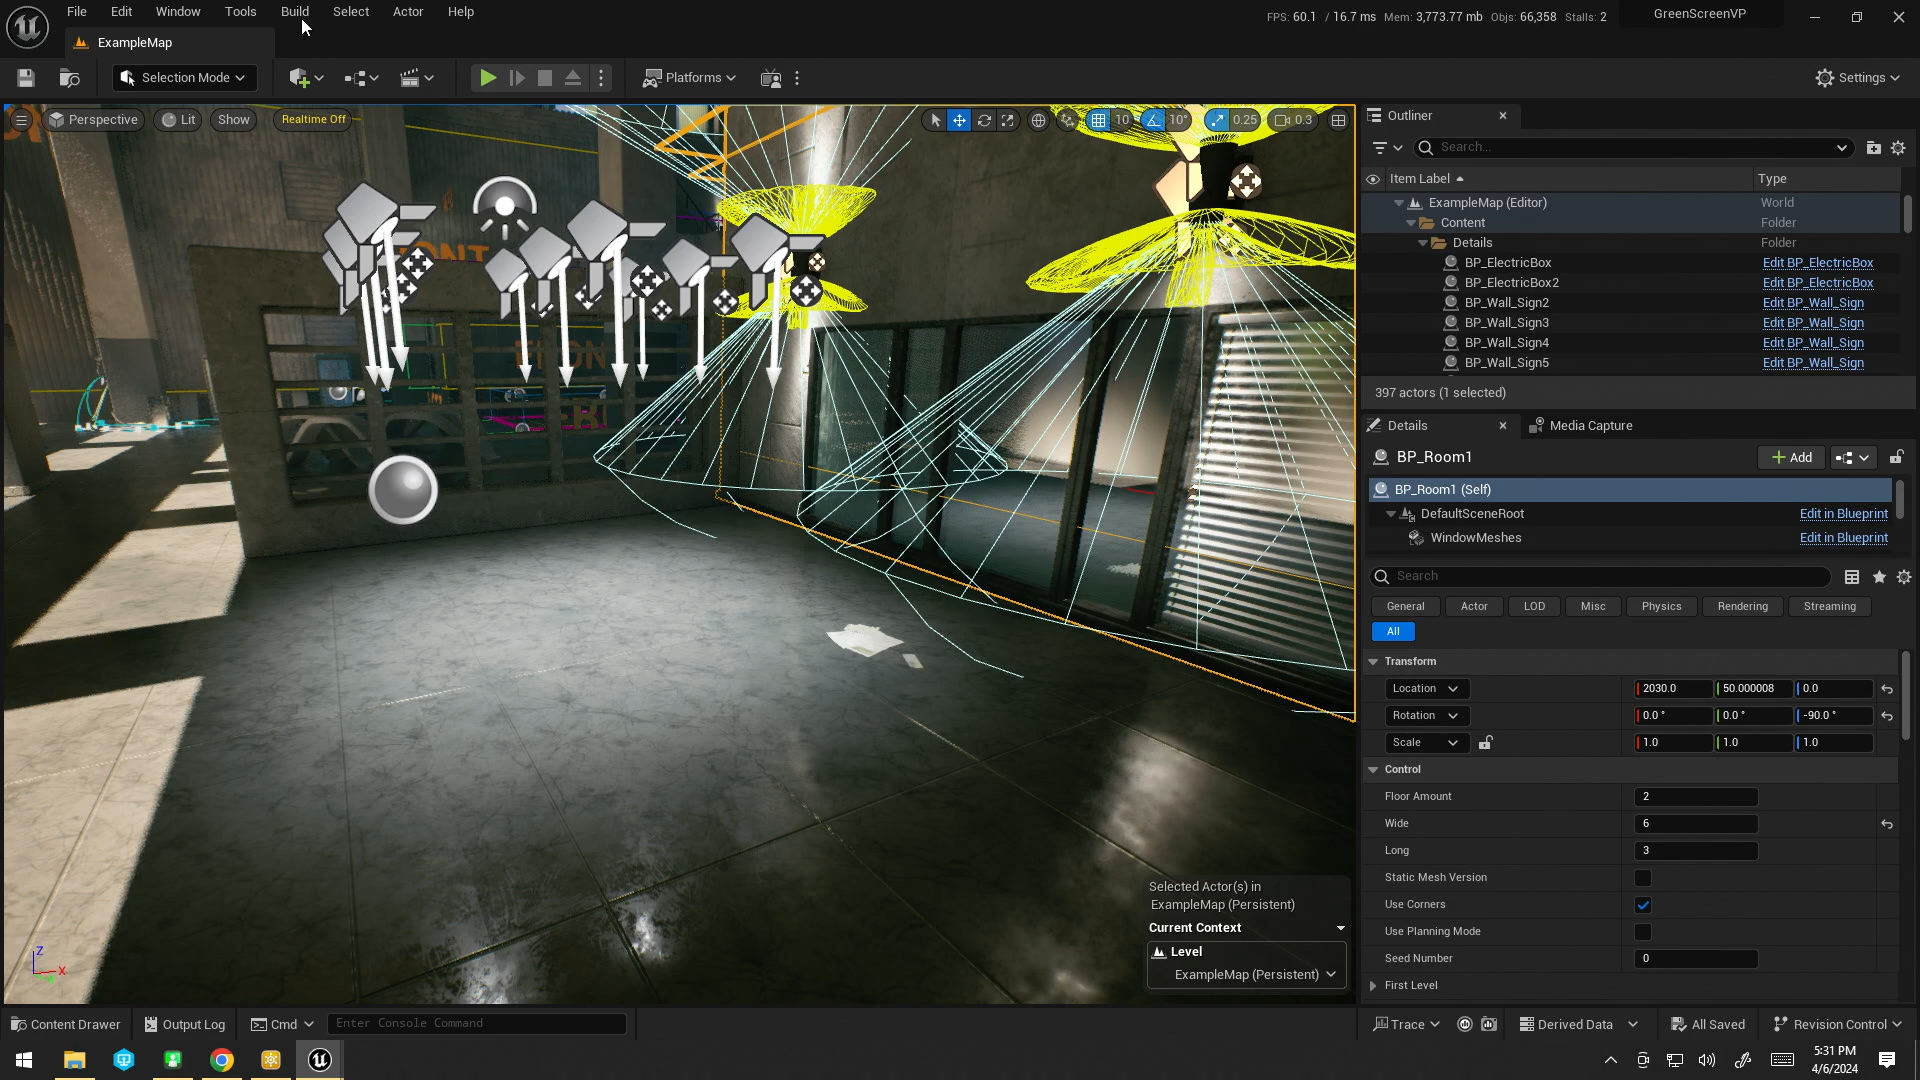 File Edit Window Tools Build Select Actor Help
FPS: 60.1 / 16.7 ms Mem: 3,773.77 mb Objs: 66,358 Stalls: 2
GreenScreenVP
ExampleMap
Selection Mode
Platforms
Settings
Perspective Lit Show Realtime Off
10 10° 0.25 0.3
FRONT
Outliner
Search...
Item Label Type
ExampleMap (Editor) World
Content Folder
Details Folder
BP_ElectricBox Edit BP_ElectricBox
BP_ElectricBox2 Edit BP_ElectricBox
BP_Wall_Sign2 Edit BP_Wall_Sign
BP_Wall_Sign3 Edit BP_Wall_Sign
BP_Wall_Sign4 Edit BP_Wall_Sign
BP_Wall_Sign5 Edit BP_Wall_Sign
397 actors (1 selected)
Details Media Capture
BP_Room1 Add
BP_Room1 (Self)
DefaultSceneRoot Edit in Blueprint
WindowMeshes Edit in Blueprint
Search
General Actor LOD Misc Physics Rendering Streaming
All
Transform
Location 2030.0 50.000008 0.0
Rotation 0.0 ° 0.0 ° -90.0 °
Scale 1.0 1.0 1.0
Control
Floor Amount 2
Wide 6
Long 3
Static Mesh Version
Use Corners
Use Planning Mode
Seed Number 0
First Level
Selected Actor(s) in
ExampleMap (Persistent)
Current Context
Level
ExampleMap (Persistent)
Z
X
Content Drawer Output Log Cmd Enter Console Command
Trace Derived Data All Saved Revision Control
5:31 PM
4/6/2024